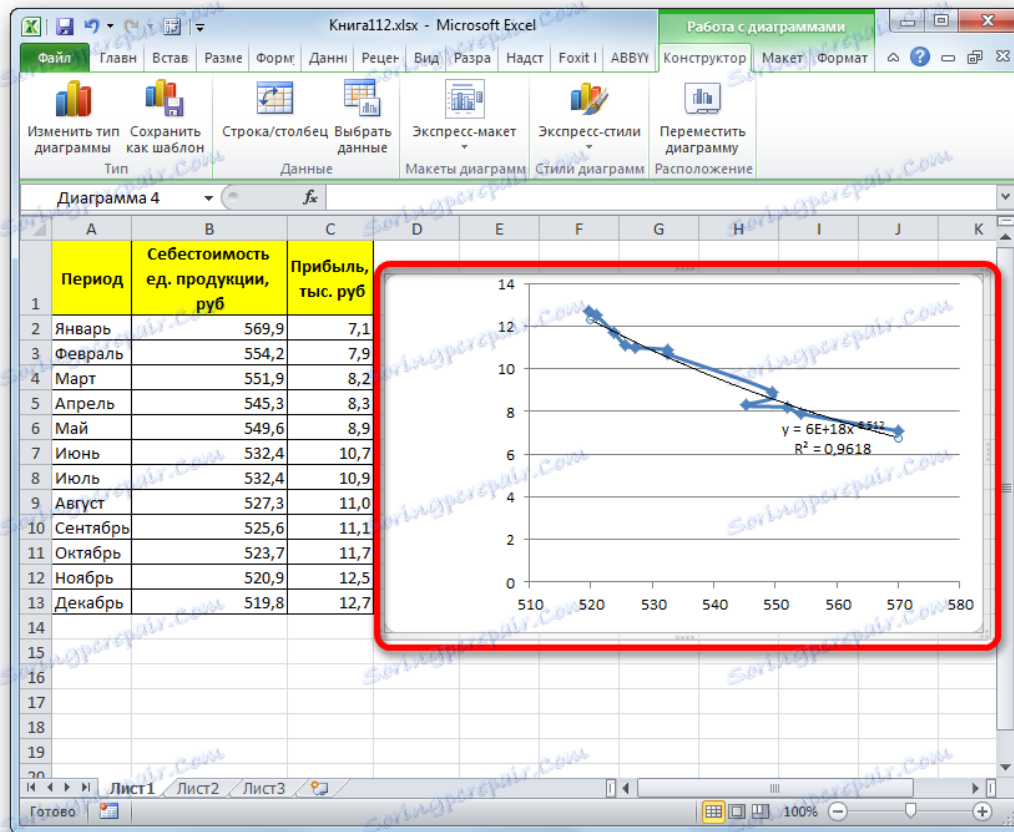 Книга112.xlsx - Microsoft Excel
Работа с диаграммами
Файл Главн Встав Разме Форму Данні Рецен Вид Разра Надст Foxit I ABBYY Конструктор Макет Формат
Изменить тип диаграммы
Сохранить как шаблон
Строка/столбец
Выбрать данные
Экспресс-макет
Экспресс-стили
Переместить диаграмму
Тип
Данные
Макеты диаграмм
Стили диаграмм
Расположение
Диаграмма 4
fx
A B C D E F G H I J K
1 Период Себестоимость ед. продукции, руб Прибыль, тыс. руб
2 Январь 569,9 7,1
3 Февраль 554,2 7,9
4 Март 551,9 8,2
5 Апрель 545,3 8,3
6 Май 549,6 8,9
7 Июнь 532,4 10,7
8 Июль 532,4 10,9
9 Август 527,3 11,0
10 Сентябрь 525,6 11,1
11 Октябрь 523,7 11,7
12 Ноябрь 520,9 12,5
13 Декабрь 519,8 12,7
14
15
16
17
18
19
20
14
12
10
8
6
4
2
0
510 520 530 540 550 560 570 580
y = 6E+18x^-6,512
R² = 0,9618
Лист1 Лист2 Лист3
Готово
100%
Soringpcrepair.Com